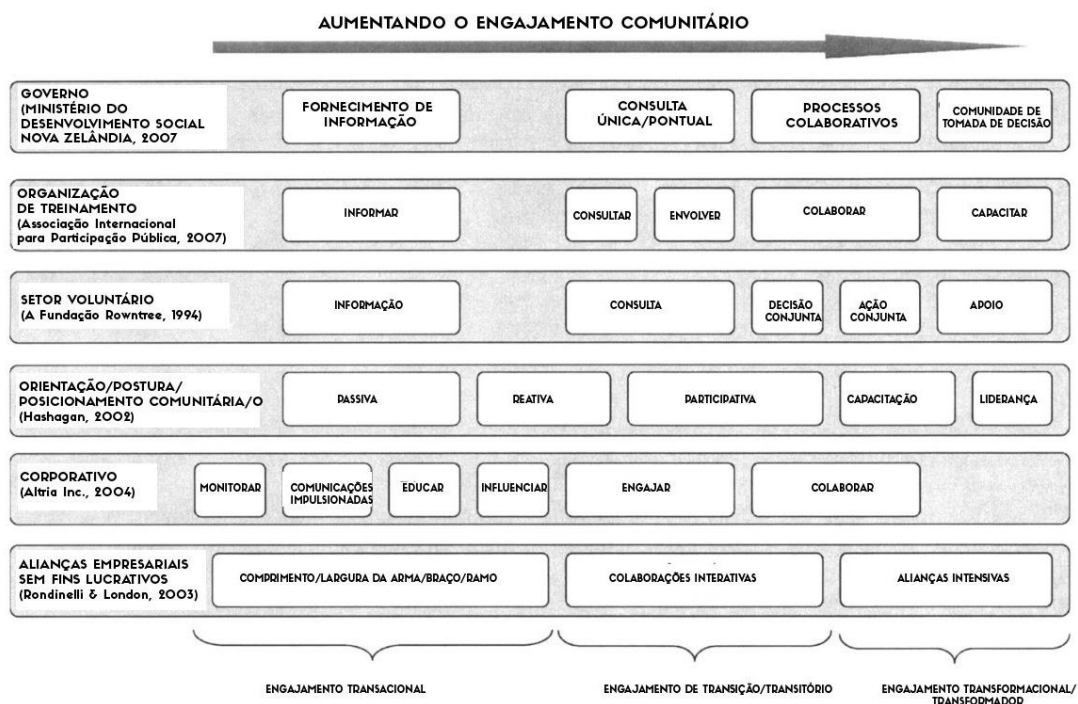 AUMENTANDO O ENGAJAMENTO COMUNITÁRIO
GOVERNO
(MINISTÉRIO DO
DESENVOLVIMENTO SOCIAL
NOVA ZELÂNDIA, 2007
FORNECIMENTO DE
INFORMAÇÃO
CONSULTA
ÚNICA/PONTUAL
PROCESSOS
COLABORATIVOS
COMUNIDADE DE
TOMADA DE DECISÃO
ORGANIZAÇÃO
DE TREINAMENTO
(Associação Internacional
para Participação Pública, 2007)
INFORMAR
CONSULTAR
ENVOLVER
COLABORAR
CAPACITAR
SETOR VOLUNTÁRIO
(A Fundação Rowntree, 1994)
INFORMAÇÃO
CONSULTA
DECISÃO
CONJUNTA
AÇÃO
CONJUNTA
APOIO
ORIENTAÇÃO/POSTURA/
POSICIONAMENTO COMUNITÁRIA/O
(Hashagan, 2002)
PASSIVA
REATIVA
PARTICIPATIVA
CAPACITAÇÃO
LIDERANÇA
CORPORATIVO
(Altria Inc., 2004)
MONITORAR
COMUNICAÇÕES
IMPULSIONADAS
EDUCAR
INFLUENCIAR
ENGAJAR
COLABORAR
ALIANÇAS EMPRESARIAIS
SEM FINS LUCRATIVOS
(Rondinelli & London, 2003)
COMPRIMENTO/LARGURA DA ARMA/BRAÇO/RAMO
COLABORAÇÕES INTERATIVAS
ALIANÇAS INTENSIVAS
ENGAJAMENTO TRANSACIONAL
ENGAJAMENTO DE TRANSIÇÃO/TRANSITÓRIO
ENGAJAMENTO TRANSFORMACIONAL/
TRANSFORMADOR